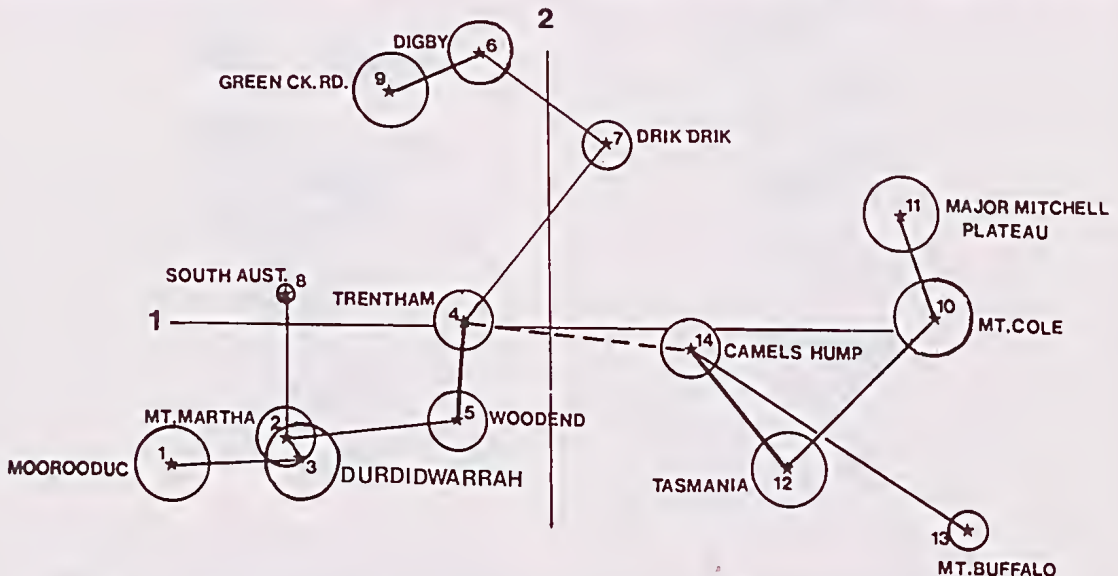 2
DIGBY
6
9
GREEN CK. RD.
7
DRIK DRIK
11
MAJOR MITCHELL
PLATEAU
SOUTH AUST.
8
TRENTHAM
1
4
10
MT. COLE
14
CAMELS HUMP
MT. MARTHA
2
5
WOODEND
MOOROODUC
1
3
DURDIDWARRAH
TASMANIA
12
13
MT. BUFFALO